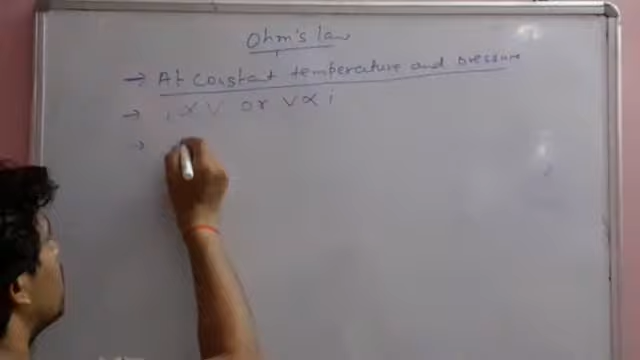 Ohm's law
→ At constant temperature and pressure
→ i ∝ V or V ∝ i
→